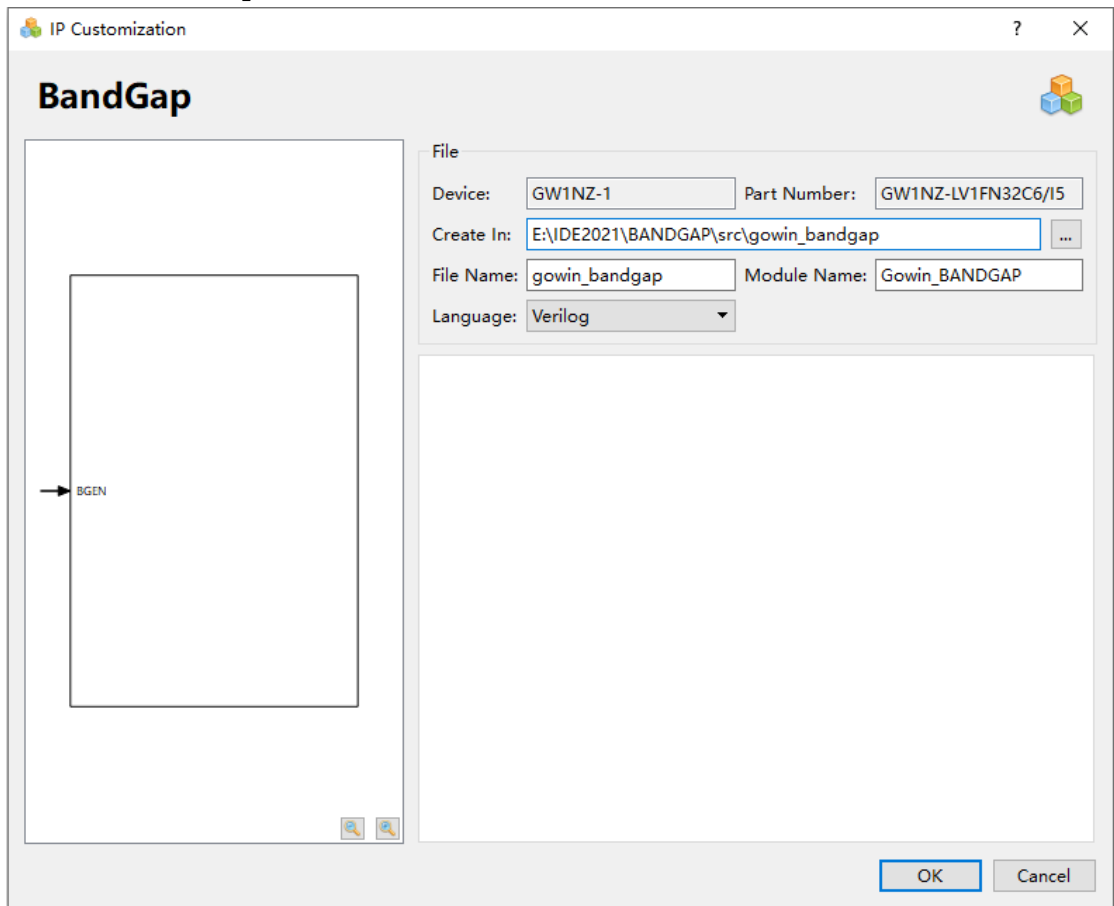 IP Customization ?
BandGap
File
Device: GW1NZ-1 Part Number: GW1NZ-LV1FN32C6/I5
Create In: E:\IDE2021\BANDGAP\src\gowin_bandgap ...
File Name: gowin_bandgap Module Name: Gowin_BANDGAP
Language: Verilog
BGEN
OK Cancel